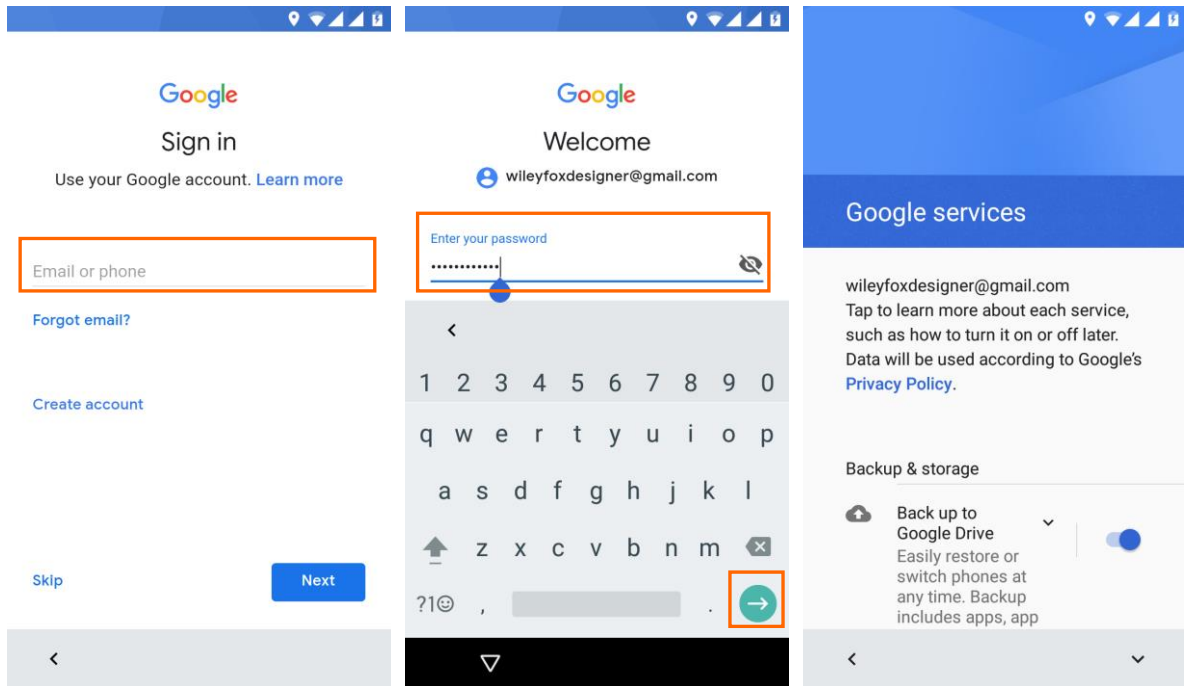 Google
Sign in
Use your Google account. Learn more
Email or phone
Forgot email?
Create account
Skip
Next
Google
Welcome
wileyfoxdesigner@gmail.com
Enter your password
••••••••••••
1 2 3 4 5 6 7 8 9 0
q w e r t y u i o p
a s d f g h j k l
z x c v b n m
?1☺ , .
Google services
wileyfoxdesigner@gmail.com
Tap to learn more about each service,
such as how to turn it on or off later.
Data will be used according to Google's
Privacy Policy.
Backup & storage
Back up to
Google Drive
Easily restore or
switch phones at
any time. Backup
includes apps, app